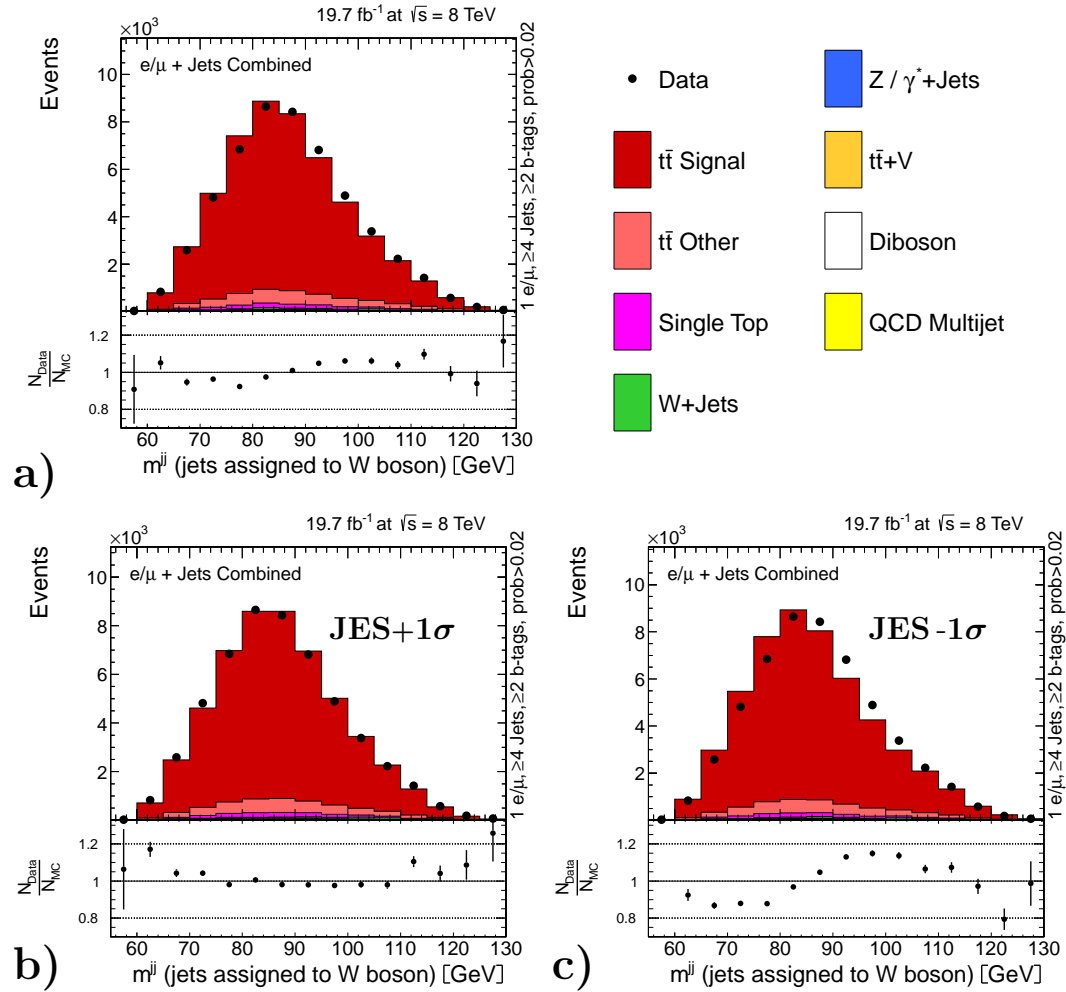 19.7 fb⁻¹ at √s = 8 TeV
×10³
Events
e/μ + Jets Combined
1 e/μ, ≥4 Jets, ≥2 b-tags, prob>0.02
10
8
6
4
2
N_Data/N_MC
1.2
1
0.8
60 70 80 90 100 110 120 130
m^jj (jets assigned to W boson) [GeV]
a)
Data
tt̄ Signal
tt̄ Other
Single Top
W+Jets
Z / γ*+Jets
tt̄+V
Diboson
QCD Multijet
19.7 fb⁻¹ at √s = 8 TeV
×10³
Events
e/μ + Jets Combined
JES+1σ
1 e/μ, ≥4 Jets, ≥2 b-tags, prob>0.02
10
8
6
4
2
N_Data/N_MC
1.2
1
0.8
60 70 80 90 100 110 120 130
m^jj (jets assigned to W boson) [GeV]
b)
19.7 fb⁻¹ at √s = 8 TeV
×10³
Events
e/μ + Jets Combined
JES -1σ
1 e/μ, ≥4 Jets, ≥2 b-tags, prob>0.02
10
8
6
4
2
N_Data/N_MC
1.2
1
0.8
60 70 80 90 100 110 120 130
m^jj (jets assigned to W boson) [GeV]
c)